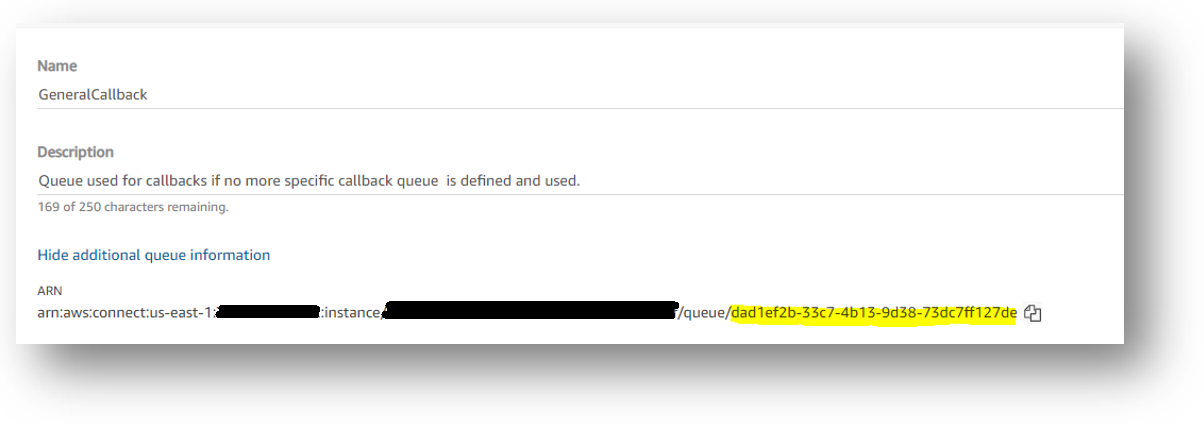 Name
GeneralCallback
Description
Queue used for callbacks if no more specific callback queue  is defined and used.
169 of 250 characters remaining.
Hide additional queue information
ARN
arn:aws:connect:us-east-1: :instance/ /queue/dad1ef2b-33c7-4b13-9d38-73dc7ff127de